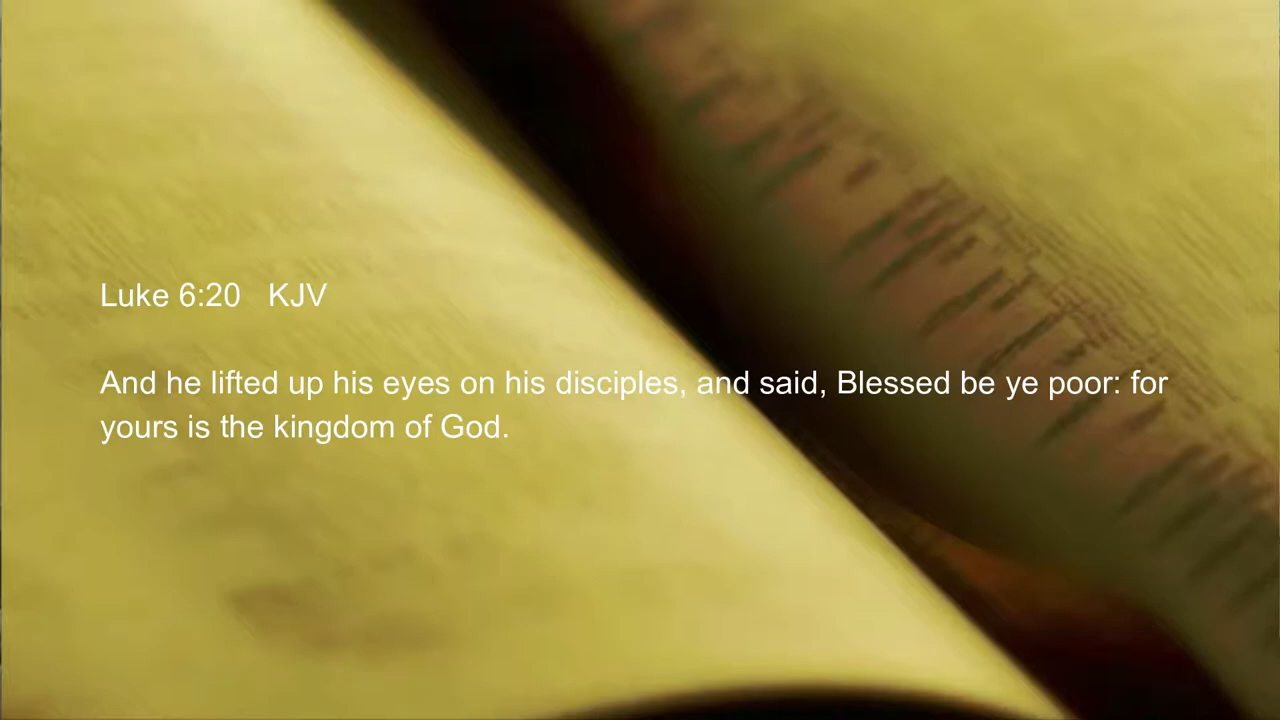 Luke 6:20   KJV
And he lifted up his eyes on his disciples, and said, Blessed be ye poor: for
yours is the kingdom of God.